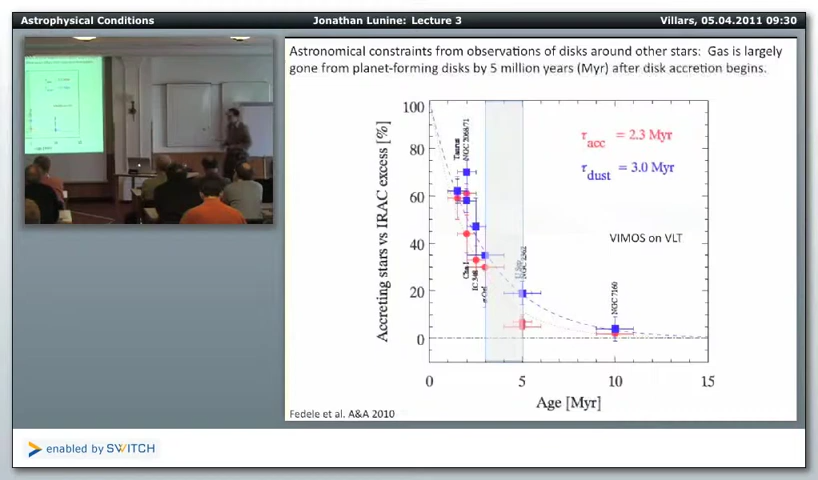 Astrophysical Conditions
Jonathan Lunine: Lecture 3
Villars, 05.04.2011 09:30
Astronomical constraints from observations of disks around other stars: Gas is largely
gone from planet-forming disks by 5 million years (Myr) after disk accretion begins.
Accreting stars vs IRAC excess [%]
100
80
60
40
20
0
Taurus
NGC 2068/71
Cha I
IC 348
σ Ori
NGC 2362
NGC 7160
τacc = 2.3 Myr
τdust = 3.0 Myr
VIMOS on VLT
0
5
10
15
Age [Myr]
Fedele et al. A&A 2010
enabled by SWITCH